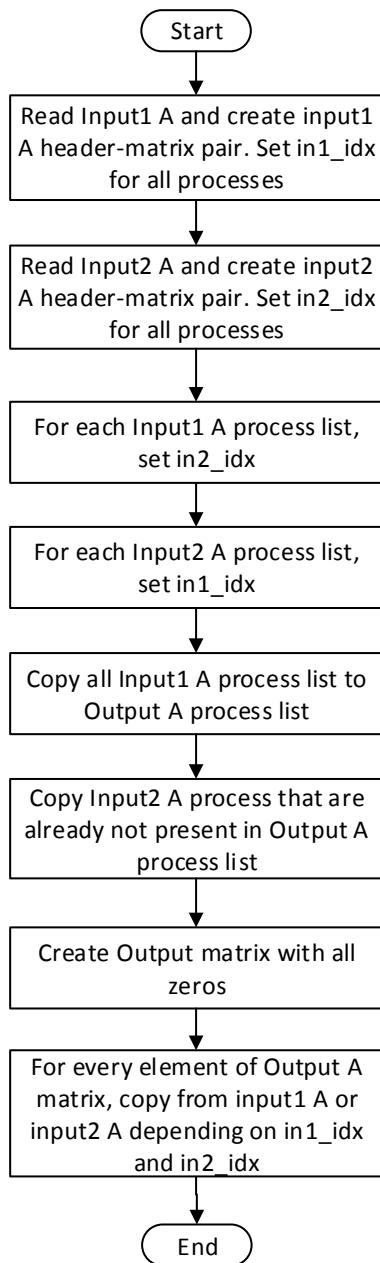 Start
Read Input1 A and create input1
A header-matrix pair. Set in1_idx
for all processes
Read Input2 A and create input2
A header-matrix pair. Set in2_idx
for all processes
For each Input1 A process list,
set in2_idx
For each Input2 A process list,
set in1_idx
Copy all Input1 A process list to
Output A process list
Copy Input2 A process that are
already not present in Output A
process list
Create Output matrix with all
zeros
For every element of Output A
matrix, copy from input1 A or
input2 A depending on in1_idx
and in2_idx
End